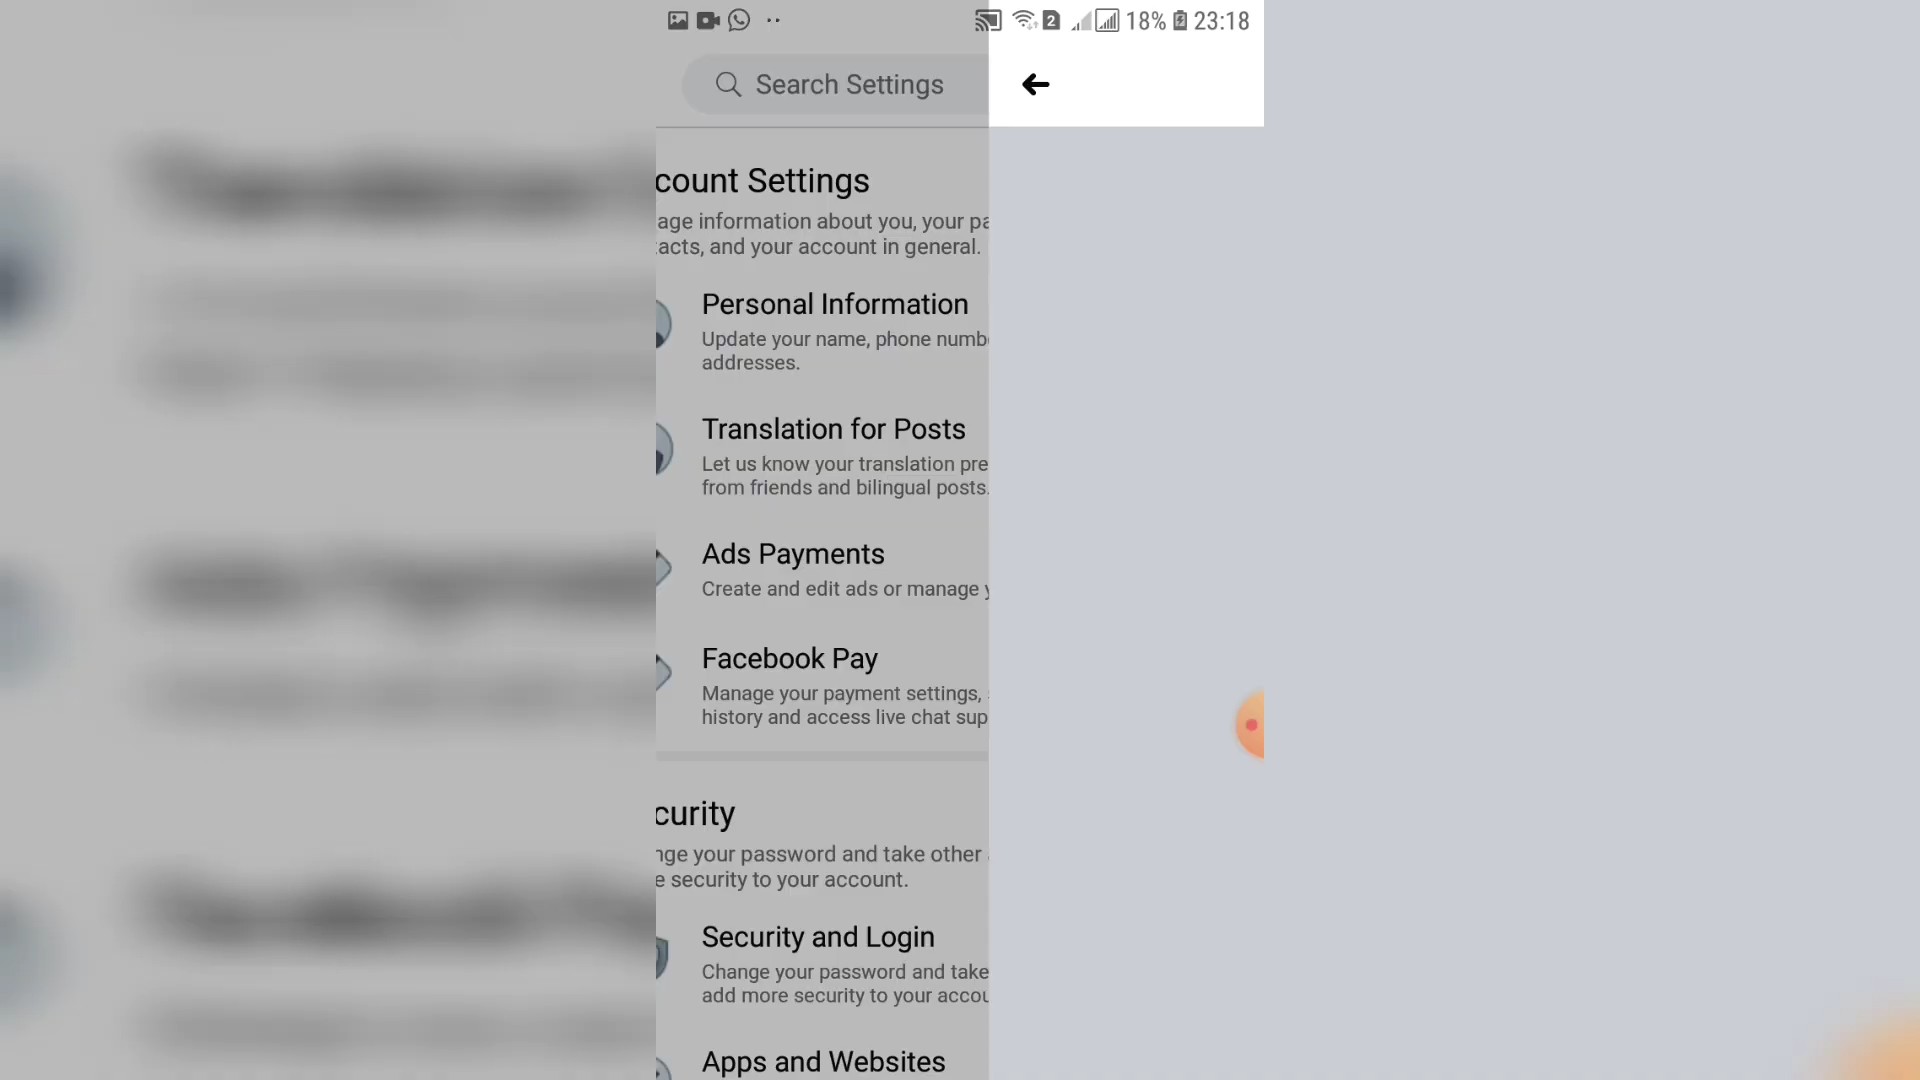 18% 23:18
Search Settings
count Settings
age information about you, your pa
acts, and your account in general.
Personal Information
Update your name, phone numb
addresses.
Translation for Posts
Let us know your translation pre
from friends and bilingual posts.
Ads Payments
Create and edit ads or manage y
Facebook Pay
Manage your payment settings,
history and access live chat sup
curity
nge your password and take other
e security to your account.
Security and Login
Change your password and take
add more security to your accou
Apps and Websites